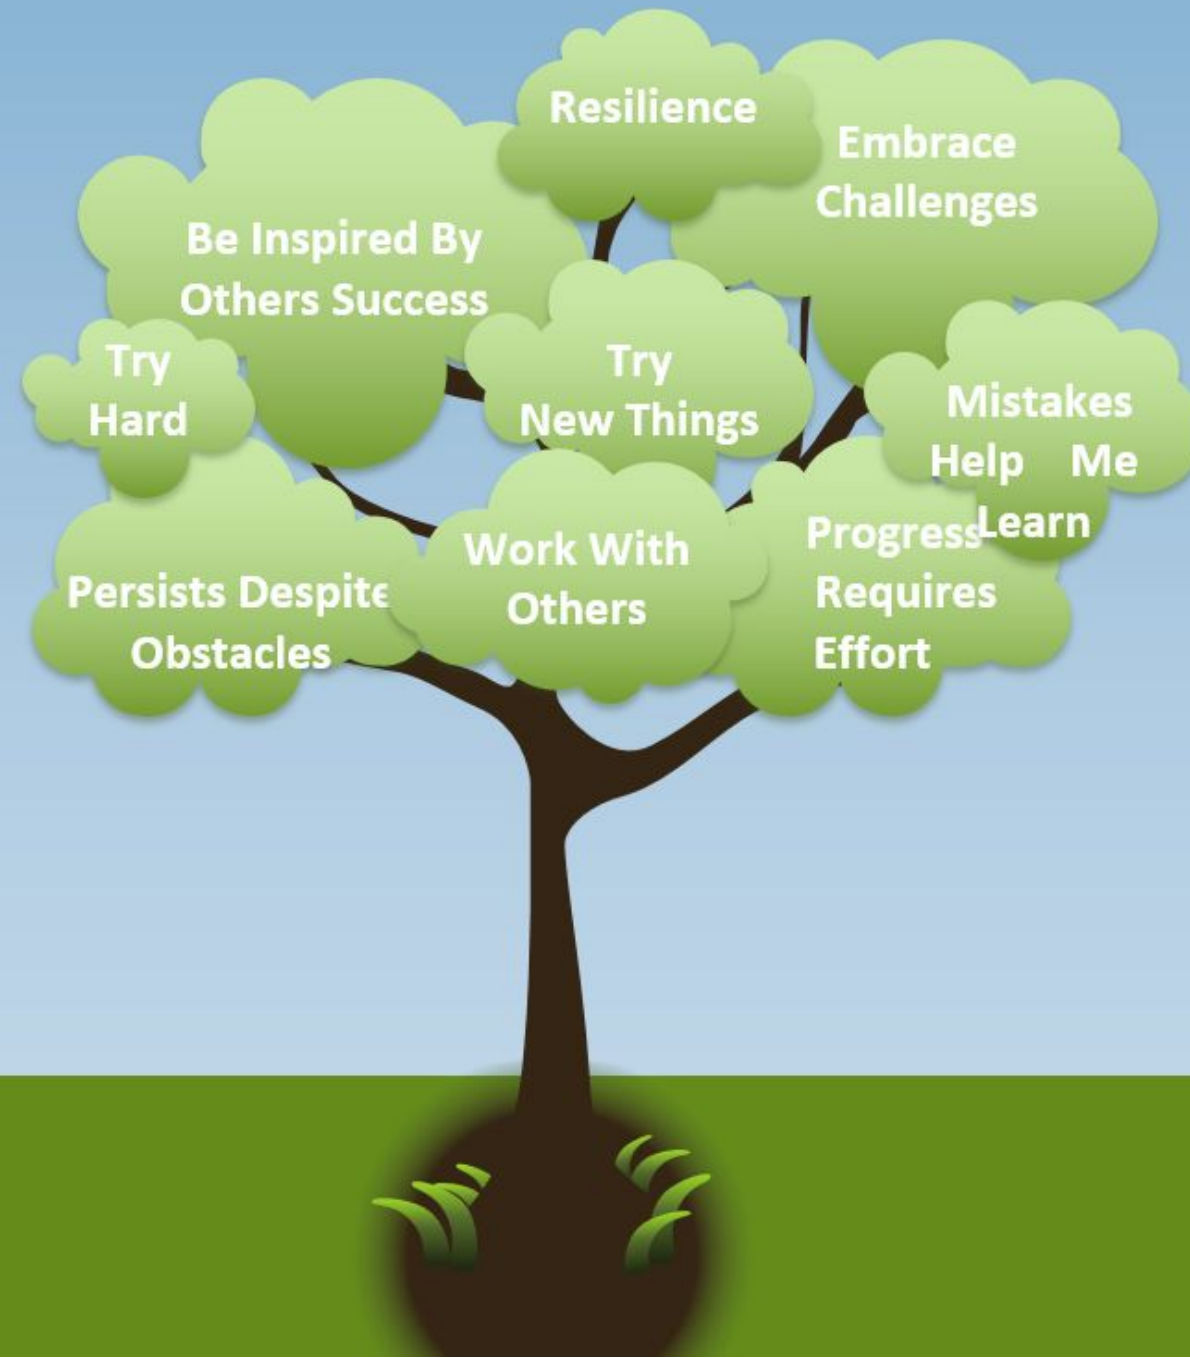 Resilience
Embrace
Challenges
Be Inspired By
Others Success
Try
Hard
Try
New Things
Mistakes
Help Me
Learn
Persists Despite
Obstacles
Work With
Others
Progress
Requires
Effort